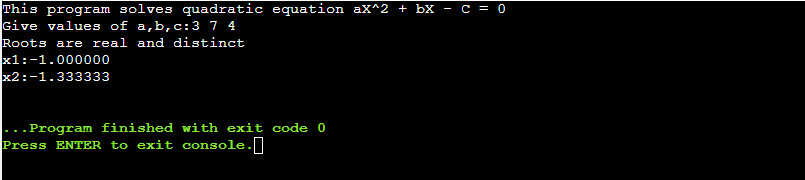 This program solves quadratic equation aX^2 + bX - C = 0
Give values of a,b,c:3 7 4
Roots are real and distinct
x1:-1.000000
x2:-1.333333
...Program finished with exit code 0
Press ENTER to exit console.